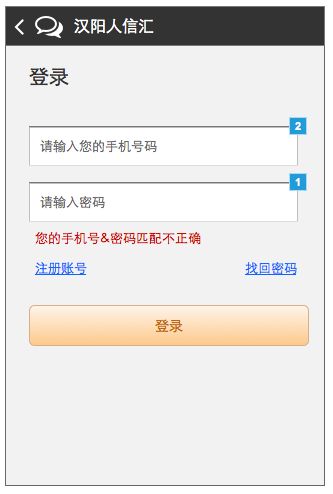 汉阳人信汇
登录
2
请输入您的手机号码
1
请输入密码
您的手机号&密码匹配不正确
注册账号 找回密码
登录